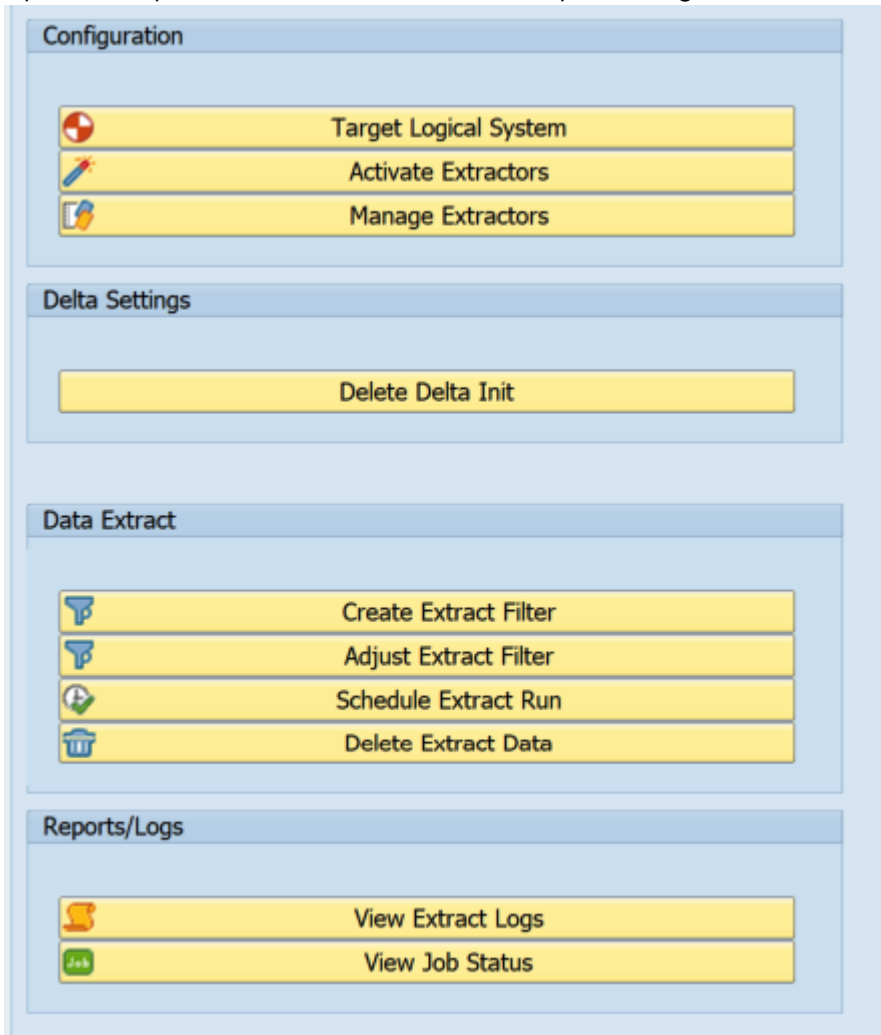 Configuration
Target Logical System
Activate Extractors
Manage Extractors
Delta Settings
Delete Delta Init
Data Extract
Create Extract Filter
Adjust Extract Filter
Schedule Extract Run
Delete Extract Data
Reports/Logs
View Extract Logs
Job View Job Status